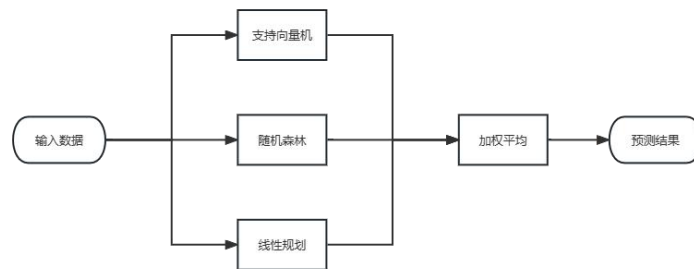 支持向量机
输入数据
随机森林
加权平均
预测结果
线性规划